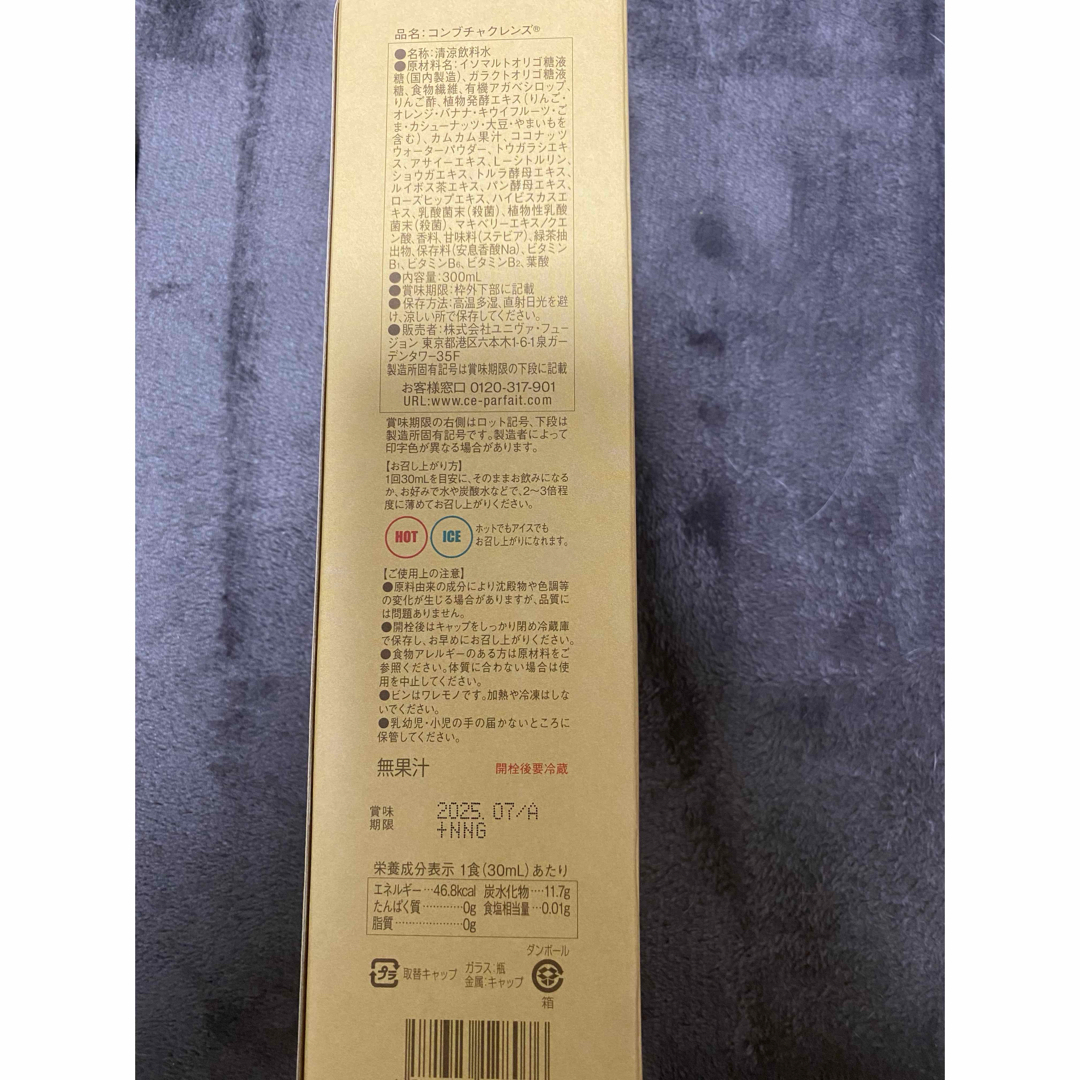 品名：コンブチャクレンズ®
●名称：清涼飲料水
●原材料名：イソマルトオリゴ糖液
糖（国内製造）、ガラクトオリゴ糖液
糖、食物繊維、有機アガベシロップ、
りんご酢、植物発酵エキス（りんご・
オレンジ・バナナ・キウイフルーツ・ご
ま・カシューナッツ・大豆・やまいもを
含む）、カムカム果汁、ココナッツ
ウォーターパウダー、トウガラシエキ
ス、アサイーエキス、L－シトルリン、
ショウガエキス、トルラ酵母エキス、
ルイボス茶エキス、パン酵母エキス、
ローズヒップエキス、ハイビスカスエ
キス、乳酸菌末（殺菌）、植物性乳酸
菌末（殺菌）、マキベリーエキス／クエ
ン酸、香料、甘味料（ステビア）、緑茶抽
出物、保存料（安息香酸Na）、ビタミン
B₁、ビタミンB₆、ビタミンB₂、葉酸
●内容量：300mL
●賞味期限：枠外下部に記載
●保存方法：高温多湿、直射日光を避
け、涼しい所で保存してください。
●販売者：株式会社ユニヴァ・フュー
ジョン 東京都港区六本木1-6-1泉ガー
デンタワー35F
製造所固有記号は賞味期限の下段に記載
お客様窓口 0120-317-901
URL:www.ce-parfait.com
賞味期限の右側はロット記号、下段は
製造所固有記号です。製造者によって
印字色が異なる場合があります。
【お召し上がり方】
1回30mLを目安に、そのままお飲みになる
か、お好みで水や炭酸水などで、2～3倍程
度に薄めてお召し上がりください。
HOT ICE ホットでもアイスでも
お召し上がりになれます。
【ご使用上の注意】
●原料由来の成分により沈殿物や色調等
の変化が生じる場合がありますが、品質に
は問題ありません。
●開栓後はキャップをしっかり閉め冷蔵庫
で保存し、お早めにお召し上がりください。
●食物アレルギーのある方は原材料をご
参照ください。体質に合わない場合は使
用を中止してください。
●ビンはワレモノです。加熱や冷凍はしな
いでください。
●乳幼児・小児の手の届かないところに
保管してください。
無果汁 開栓後要冷蔵
賞味
期限
2025. 07/A
+NNG
栄養成分表示 1食（30mL）あたり
エネルギー…46.8kcal 炭水化物…11.7g
たんぱく質…………0g 食塩相当量…0.01g
脂質…………………0g
ダンボール
プラ 取替キャップ ガラス：瓶
金属：キャップ
箱